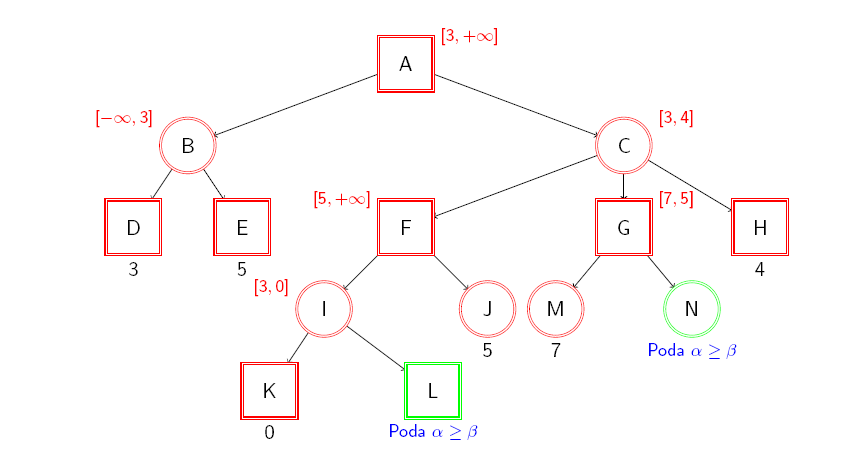 [3, +∞]
A
[−∞, 3]
B
[3, 4]
C
D
3
E
5
[5, +∞]
F
[7, 5]
G
H
4
[3, 0]
I
J
5
M
7
N
Poda α ≥ β
K
0
L
Poda α ≥ β